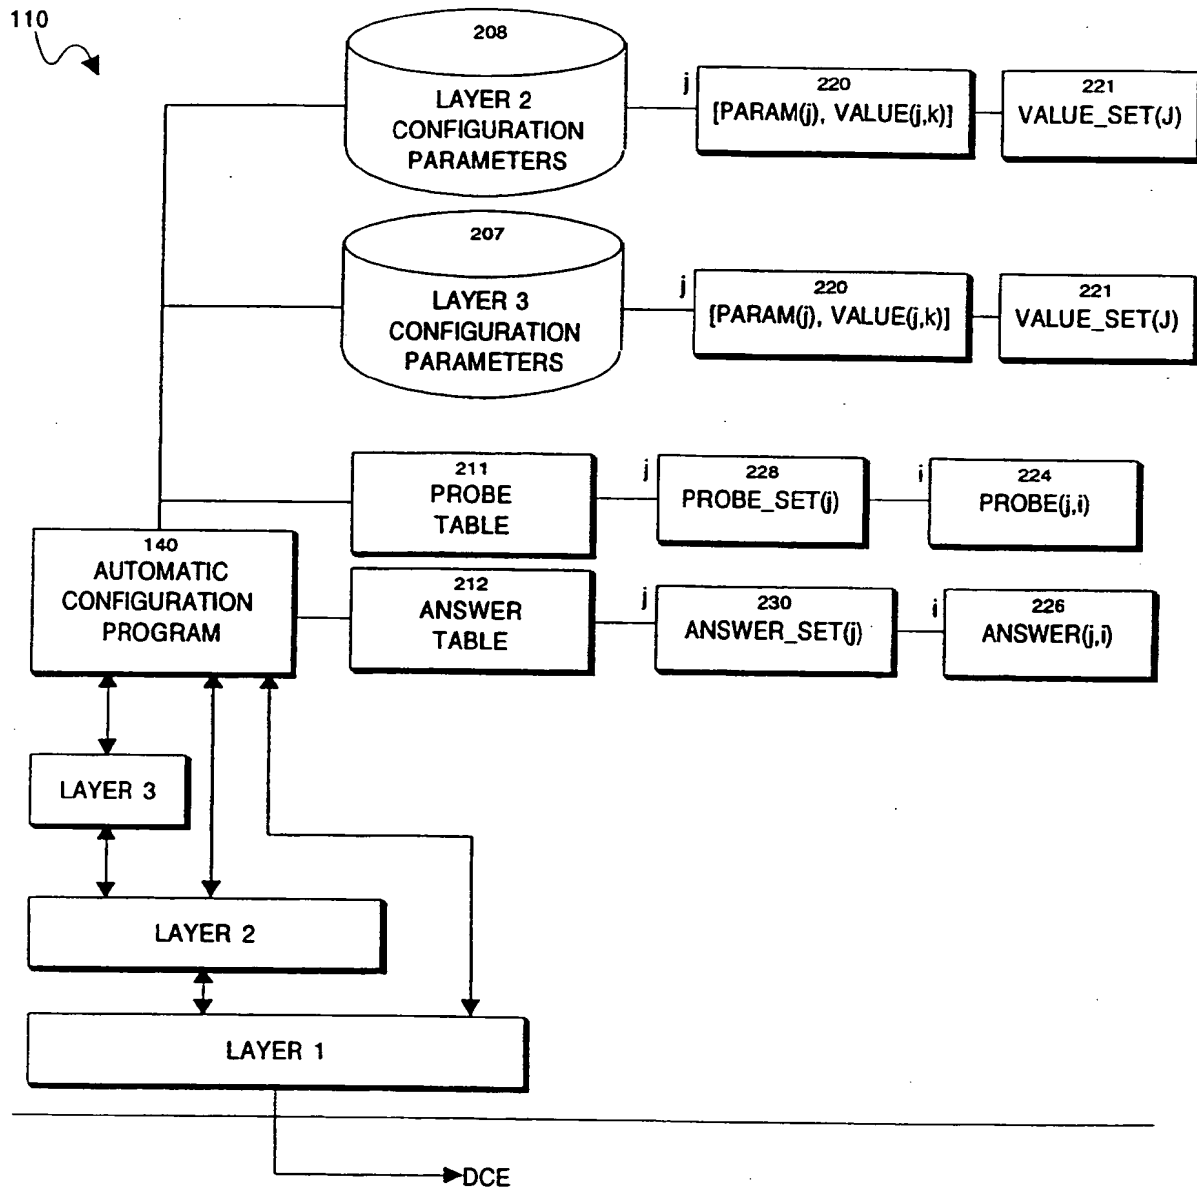 110
208
LAYER 2
CONFIGURATION
PARAMETERS
j
220
[PARAM(j), VALUE(j,k)]
221
VALUE_SET(J)
207
LAYER 3
CONFIGURATION
PARAMETERS
j
220
[PARAM(j), VALUE(j,k)]
221
VALUE_SET(J)
211
PROBE
TABLE
j
228
PROBE_SET(j)
i
224
PROBE(j,i)
140
AUTOMATIC
CONFIGURATION
PROGRAM
212
ANSWER
TABLE
j
230
ANSWER_SET(j)
i
226
ANSWER(j,i)
LAYER 3
LAYER 2
LAYER 1
DCE